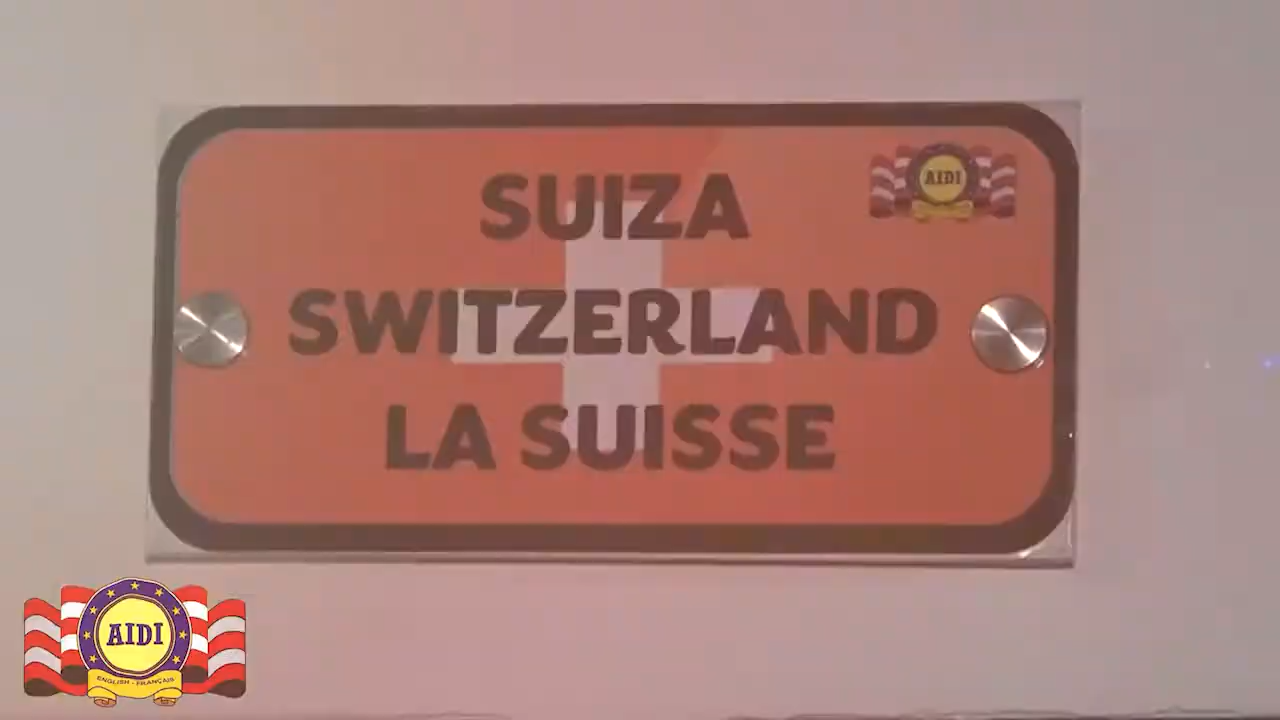 SUIZA
AIDI
SWITZERLAND
LA SUISSE
AIDI
ENGLISH - FRANÇAIS